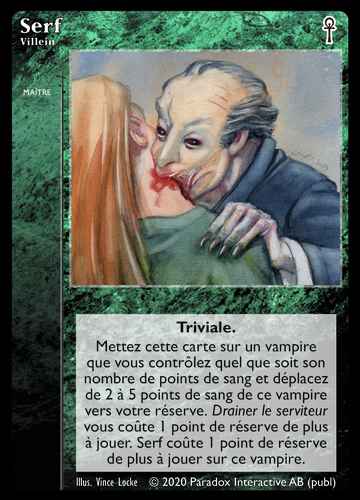 Serf
Villein
MAÎTRE
Triviale.
Mettez cette carte sur un vampire
que vous contrôlez quel que soit son
nombre de points de sang et déplacez
de 2 à 5 points de sang de ce vampire
vers votre réserve. Drainer le serviteur
vous coûte 1 point de réserve de plus
à jouer. Serf coûte 1 point de réserve
de plus à jouer sur ce vampire.
Illus. Vince Locke © 2020 Paradox Interactive AB (publ)